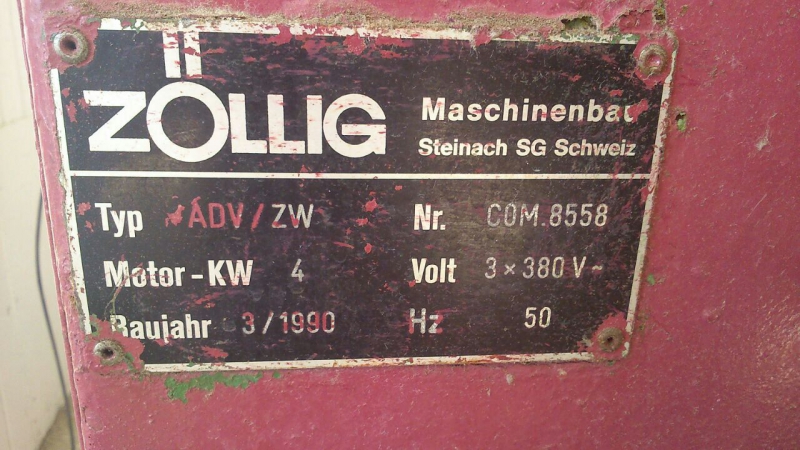 ZÖLLIG
Maschinenbau
Steinach SG Schweiz
Typ ADV/ZW
Nr. COM.8558
Motor-KW 4
Volt 3×380V~
Baujahr 3/1990
Hz 50